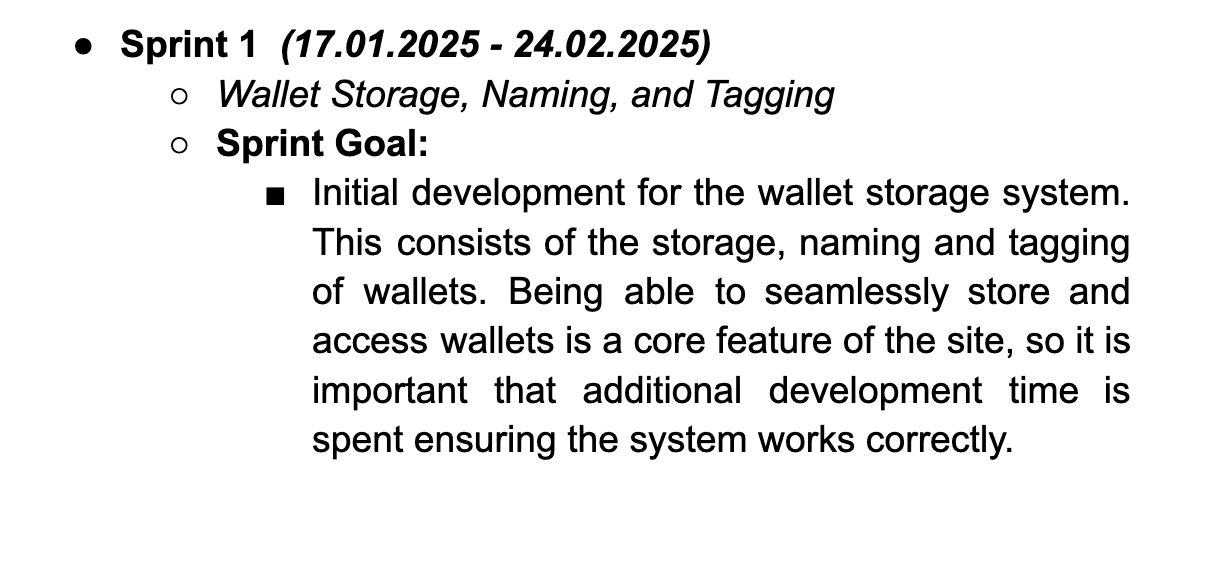 ● Sprint 1 (17.01.2025 - 24.02.2025)
○ Wallet Storage, Naming, and Tagging
○ Sprint Goal:
■ Initial development for the wallet storage system.
This consists of the storage, naming and tagging
of wallets. Being able to seamlessly store and
access wallets is a core feature of the site, so it is
important that additional development time is
spent ensuring the system works correctly.